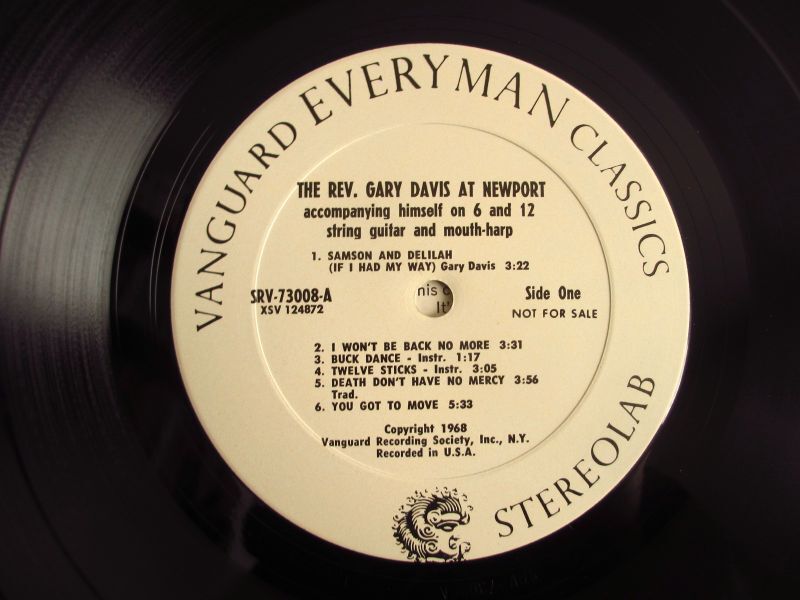 VANGUARD EVERYMAN CLASSICS
THE REV. GARY DAVIS AT NEWPORT
accompanying himself on 6 and 12
string guitar and mouth-harp
1. SAMSON AND DELILAH
(IF I HAD MY WAY) Gary Davis 3:22
SRV-73008-A
XSV 124872
Side One
NOT FOR SALE
2. I WON'T BE BACK NO MORE 3:31
3. BUCK DANCE - Instr. 1:17
4. TWELVE STICKS - Instr. 3:05
5. DEATH DON'T HAVE NO MERCY 3:56
Trad.
6. YOU GOT TO MOVE 5:33
Copyright 1968
Vanguard Recording Society, Inc., N.Y.
Recorded in U.S.A.
STEREOLAB